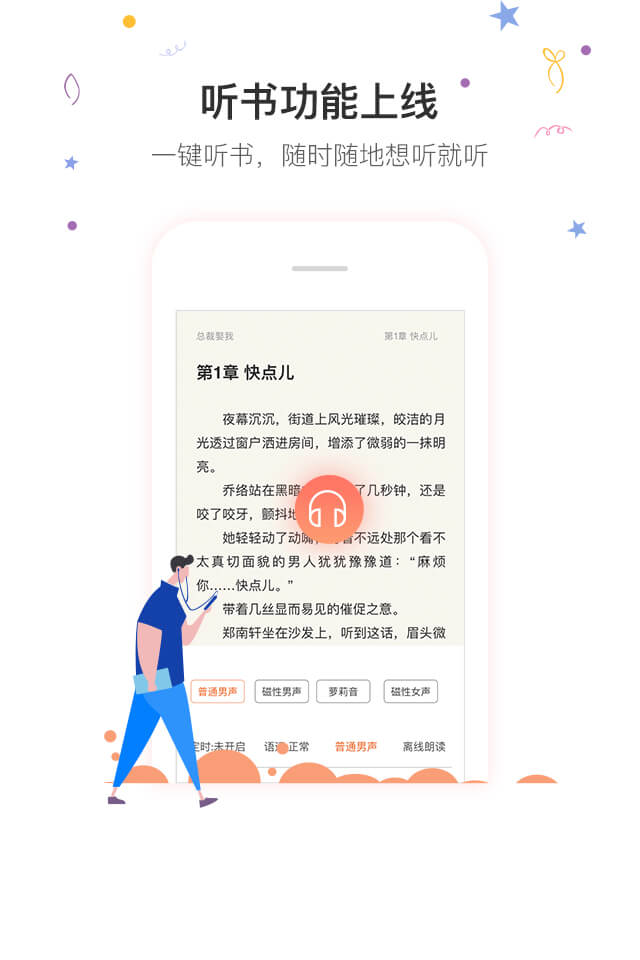 听书功能上线
一键听书，随时随地想听就听
总裁娶我 第1章 快点儿
第1章 快点儿
夜幕沉沉，街道上风光璀璨，皎洁的月
光透过窗户洒进房间，增添了微弱的一抹明
亮。
乔络站在黑暗 了几秒钟，还是
咬了咬牙，颤抖
她轻轻动了动嘴， 不远处那个看不
太真切面貌的男人犹犹豫豫道：“麻烦
你……快点儿。”
带着几丝显而易见的催促之意。
郑南轩坐在沙发上，听到这话，眉头微
普通男声 磁性男声 萝莉音 磁性女声
定时:未开启 语速:正常 普通男声 离线朗读